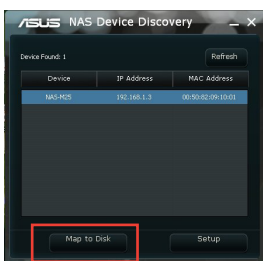 ASUS NAS Device Discovery
Device Found: 1
Refresh
Device IP Address MAC Address
NAS-M25 192.168.1.3 00:50:82:09:10:01
Map to Disk
Setup